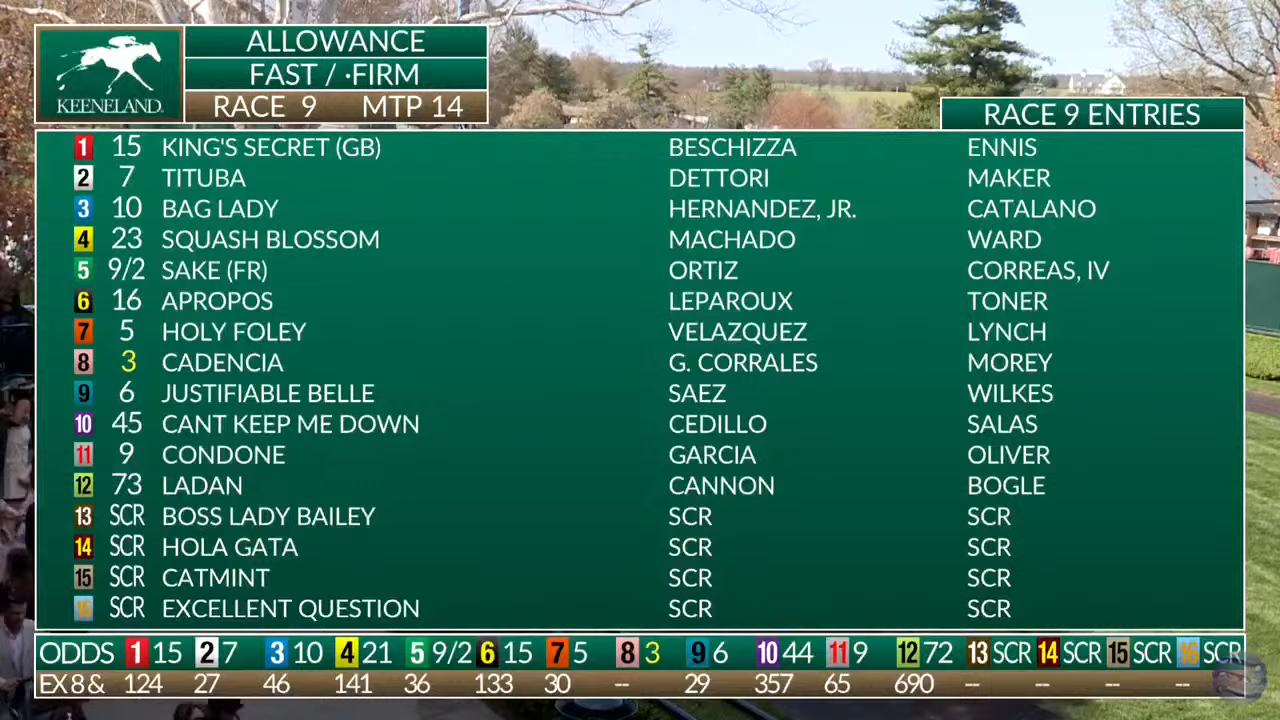 KEENELAND.
ALLOWANCE
FAST / ·FIRM
RACE 9 MTP 14
RACE 9 ENTRIES
1 15 KING'S SECRET (GB) BESCHIZZA ENNIS
2 7 TITUBA DETTORI MAKER
3 10 BAG LADY HERNANDEZ, JR. CATALANO
4 23 SQUASH BLOSSOM MACHADO WARD
5 9/2 SAKE (FR) ORTIZ CORREAS, IV
6 16 APROPOS LEPAROUX TONER
7 5 HOLY FOLEY VELAZQUEZ LYNCH
8 3 CADENCIA G. CORRALES MOREY
9 6 JUSTIFIABLE BELLE SAEZ WILKES
10 45 CANT KEEP ME DOWN CEDILLO SALAS
11 9 CONDONE GARCIA OLIVER
12 73 LADAN CANNON BOGLE
13 SCR BOSS LADY BAILEY SCR SCR
14 SCR HOLA GATA SCR SCR
15 SCR CATMINT SCR SCR
16 SCR EXCELLENT QUESTION SCR SCR
ODDS 1 15 2 7 3 10 4 21 5 9/2 6 15 7 5 8 3 9 6 10 44 11 9 12 72 13 SCR 14 SCR 15 SCR 16 SCR
EX 8 & 124 27 46 141 36 133 30 -- 29 357 65 690 -- -- -- --